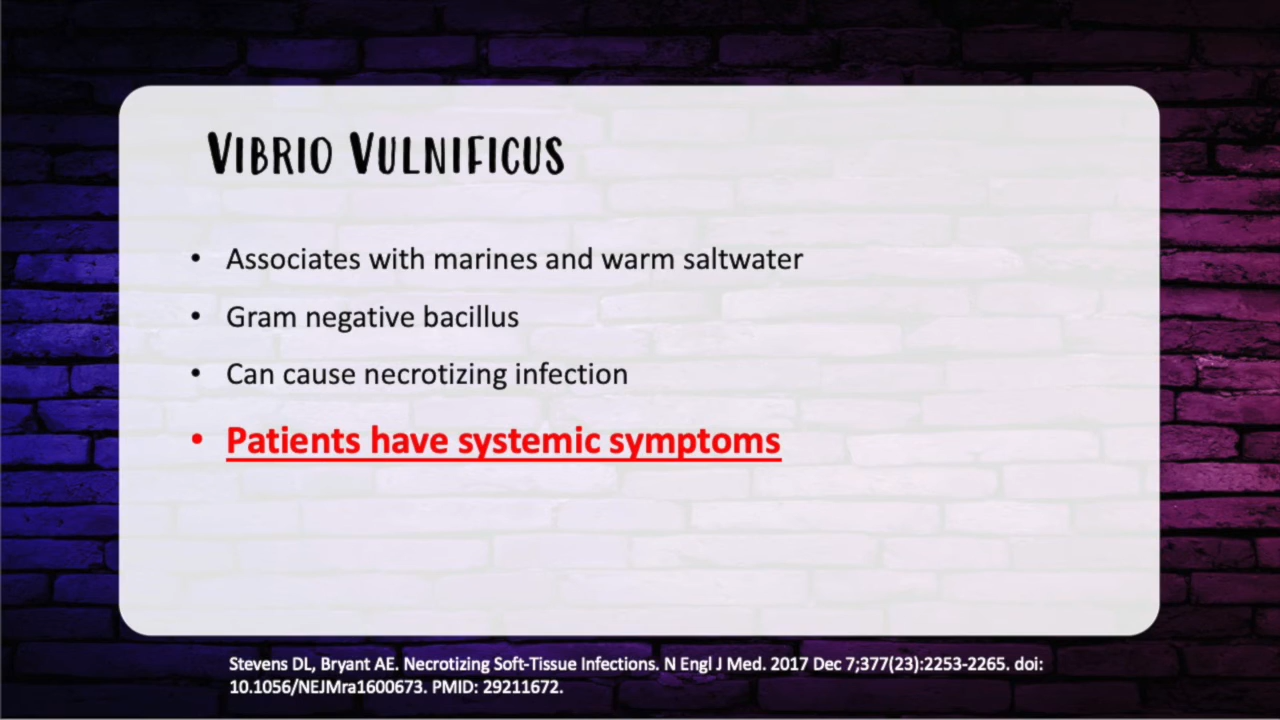 VIBRIO VULNIFICUS
• Associates with marines and warm saltwater
• Gram negative bacillus
• Can cause necrotizing infection
• Patients have systemic symptoms
Stevens DL, Bryant AE. Necrotizing Soft-Tissue Infections. N Engl J Med. 2017 Dec 7;377(23):2253-2265. doi:
10.1056/NEJMra1600673. PMID: 29211672.